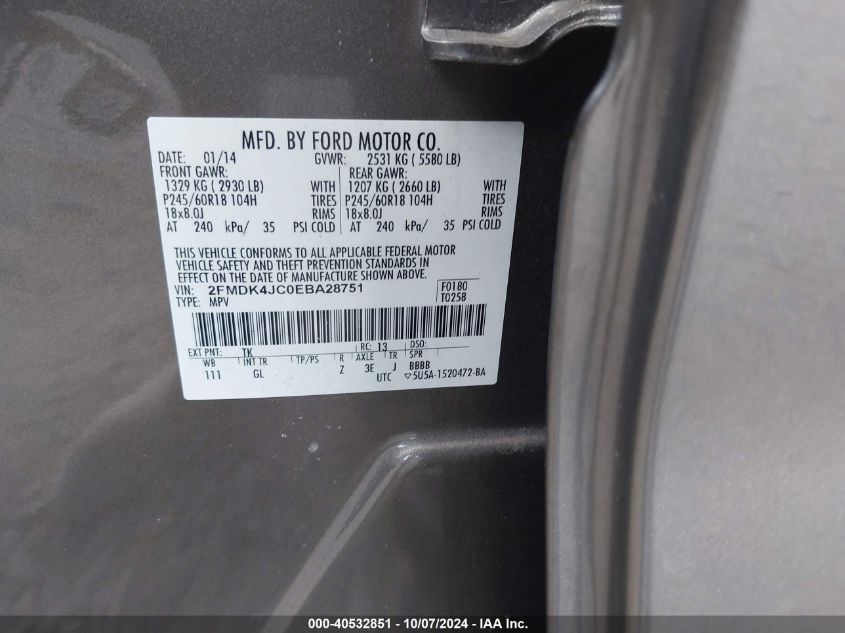 MFD. BY FORD MOTOR CO.
DATE: 01/14 GVWR: 2531 KG ( 5580 LB)
FRONT GAWR: REAR GAWR:
1329 KG ( 2930 LB) WITH 1207 KG ( 2660 LB) WITH
P245/60R18 104H TIRES P245/60R18 104H TIRES
18x8.0J RIMS 18x8.0J RIMS
AT 240 kPa/ 35 PSI COLD AT 240 kPa/ 35 PSI COLD
THIS VEHICLE CONFORMS TO ALL APPLICABLE FEDERAL MOTOR
VEHICLE SAFETY AND THEFT PREVENTION STANDARDS IN
EFFECT ON THE DATE OF MANUFACTURE SHOWN ABOVE.
VIN: 2FMDK4JC0EBA28751 F0180
TYPE: MPV T0258
EXT PNT: TK RC: 13 DSO:
WB INT TR TP/PS R AXLE TR SPR
111 GL Z 3E J BBBB
UTC ▽5U5A-1520472-BA
000-40532851 - 10/07/2024 - IAA Inc.